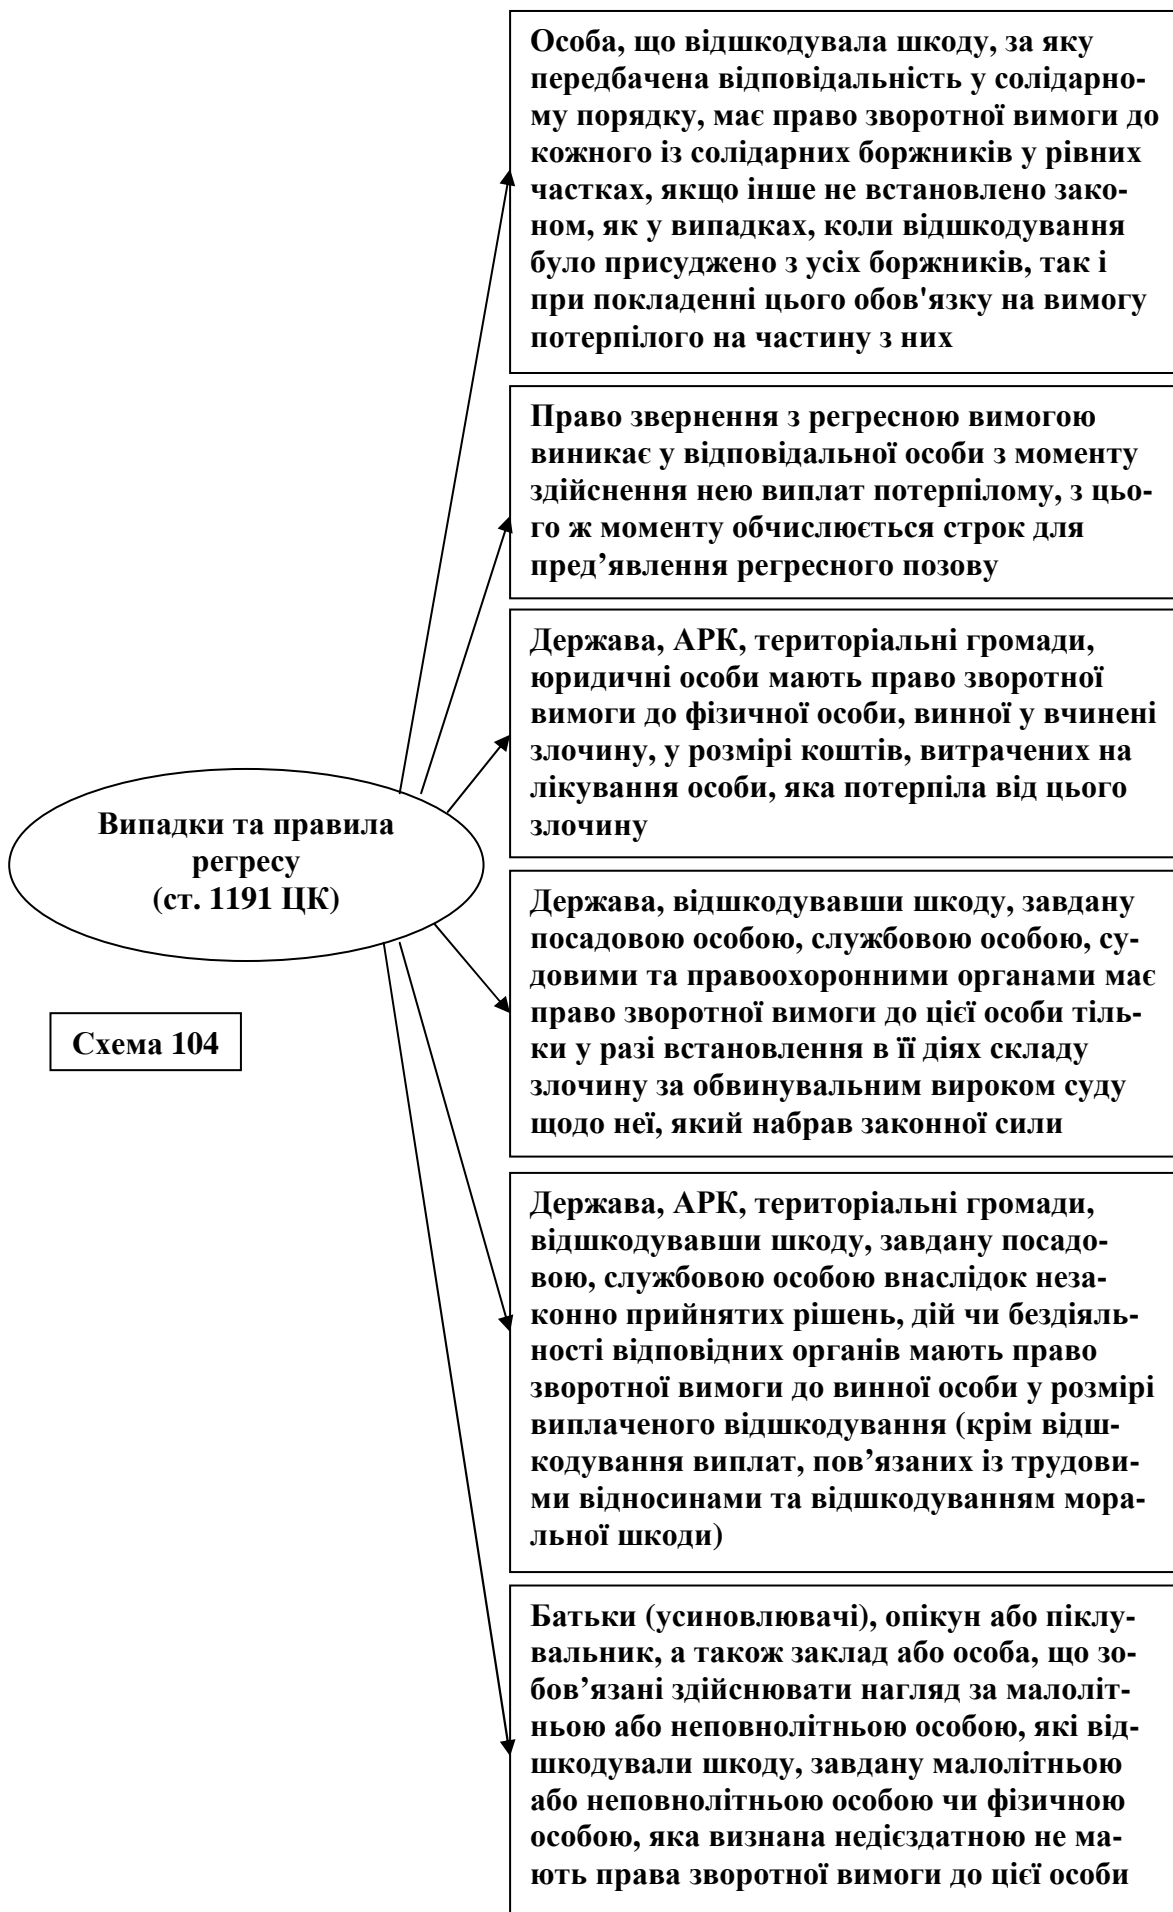 Особа, що відшкодувала шкоду, за яку
передбачена відповідальність у солідарно-
му порядку, має право зворотної вимоги до
кожного із солідарних боржників у рівних
частках, якщо інше не встановлено зако-
ном, як у випадках, коли відшкодування
було присуджено з усіх боржників, так і
при покладенні цього обов'язку на вимогу
потерпілого на частину з них
Право звернення з регресною вимогою
виникає у відповідальної особи з моменту
здійснення нею виплат потерпілому, з цьо-
го ж моменту обчислюється строк для
пред’явлення регресного позову
Держава, АРК, територіальні громади,
юридичні особи мають право зворотної
вимоги до фізичної особи, винної у вчинені
злочину, у розмірі коштів, витрачених на
лікування особи, яка потерпіла від цього
злочину
Випадки та правила
регресу
(ст. 1191 ЦК)
Держава, відшкодувавши шкоду, завдану
посадовою особою, службовою особою, су-
довими та правоохоронними органами має
право зворотної вимоги до цієї особи тіль-
ки у разі встановлення в її діях складу
злочину за обвинувальним вироком суду
щодо неї, який набрав законної сили
Схема 104
Держава, АРК, територіальні громади,
відшкодувавши шкоду, завдану посадо-
вою, службовою особою внаслідок неза-
конно прийнятих рішень, дій чи бездіяль-
ності відповідних органів мають право
зворотної вимоги до винної особи у розмірі
виплаченого відшкодування (крім відш-
кодування виплат, пов’язаних із трудови-
ми відносинами та відшкодуванням мора-
льної шкоди)
Батьки (усиновлювачі), опікун або піклу-
вальник, а також заклад або особа, що зо-
бов’язані здійснювати нагляд за малоліт-
ньою або неповнолітньою особою, які від-
шкодували шкоду, завдану малолітньою
або неповнолітньою особою чи фізичною
особою, яка визнана недієздатною не ма-
ють права зворотної вимоги до цієї особи